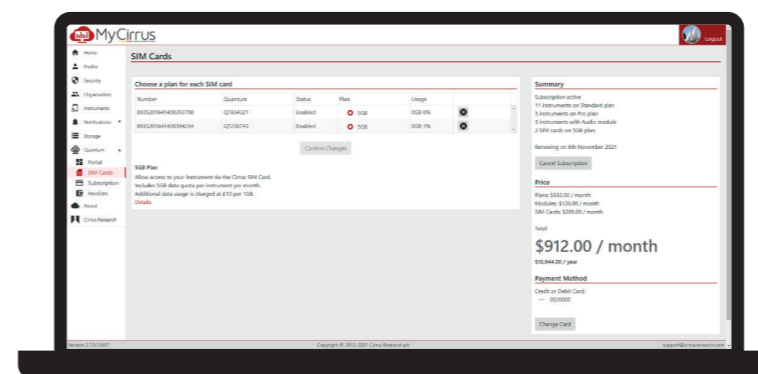 MyCirrus
Logout
Home
Profile
Security
Organisation
Instruments
Notifications
Storage
Quantum
Portal
SIM Cards
Subscription
Invoices
About
Cirrus Research
SIM Cards
Choose a plan for each SIM card
Number Quantum Status Plan Usage
Enabled 5GB 0GB 0%
Enabled 5GB 0GB 1%
Confirm Changes
5GB Plan
Allow access to your instrument via the Cirrus SIM Card.
Includes 5GB data quota per instrument per month.
Additional data usage is charged at £10 per 1GB.
Details
Summary
Subscription active
11 instruments on Standard plan
3 instruments on Pro plan
3 instruments with Audio module
2 SIM cards on 5GB plan
Renewing on 6th November 2021
Cancel Subscription
Price
Plans: $592.00 / month
Modules: $120.00 / month
SIM Cards: $200.00 / month
Total:
$912.00 / month
$10,944.00 / year
Payment Method
Credit or Debit Card:
00/0000
Change Card
Copyright © 2012-2021 Cirrus Research plc
support@cirrusresearch.com